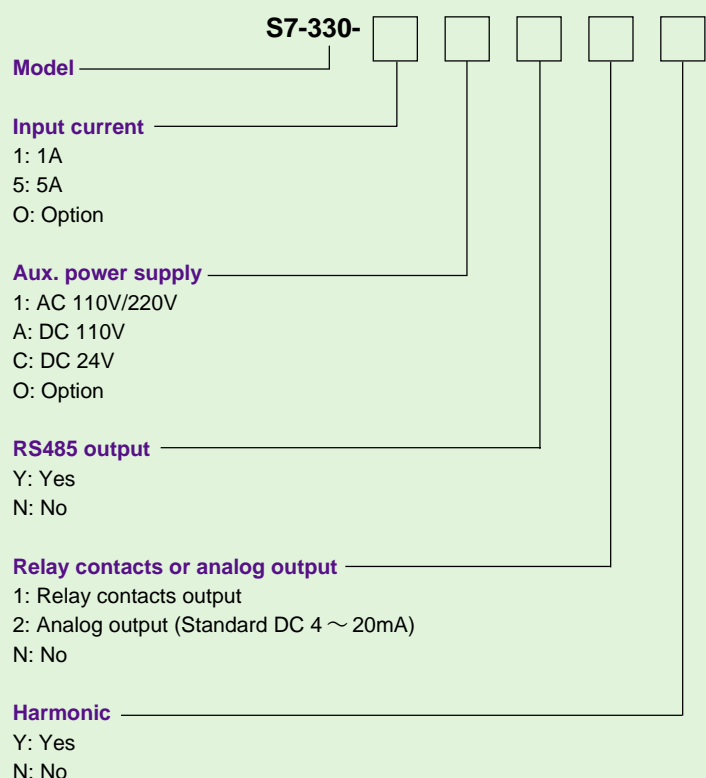 S7-330-
Model
Input current
1: 1A
5: 5A
O: Option
Aux. power supply
1: AC 110V/220V
A: DC 110V
C: DC 24V
O: Option
RS485 output
Y: Yes
N: No
Relay contacts or analog output
1: Relay contacts output
2: Analog output (Standard DC 4～20mA)
N: No
Harmonic
Y: Yes
N: No